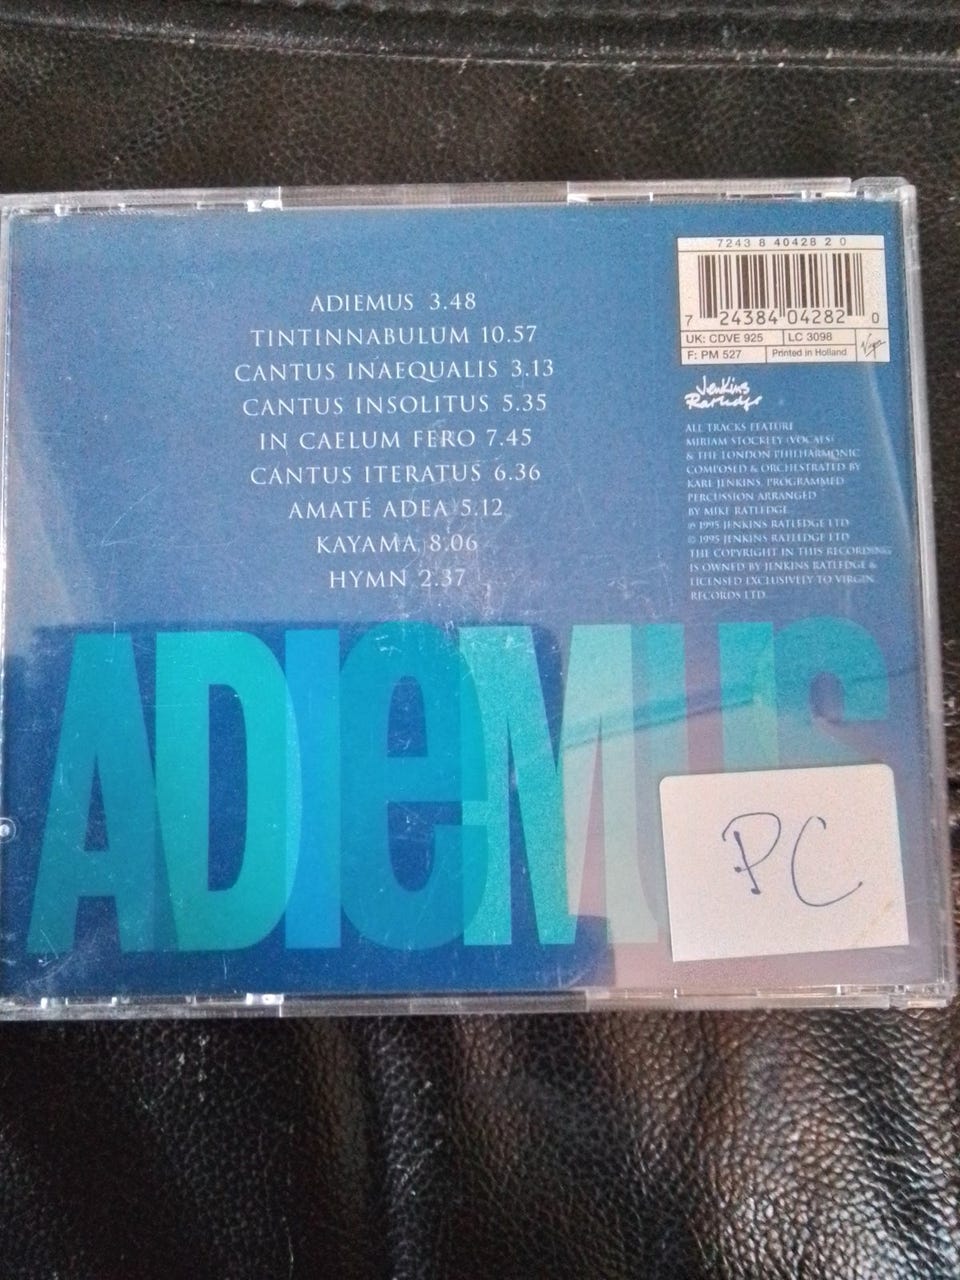 ADIEMUS 3.48
TINTINNABULUM 10.57
CANTUS INAEQUALIS 3.13
CANTUS INSOLITUS 5.35
IN CAELUM FERO 7.45
CANTUS ITERATUS 6.36
AMATÉ ADEA 5.12
KAYAMA 8.06
HYMN 2.37
7243 8 40428 2 0
7 24384 04282 0
UK: CDVE 925 LC 3098
F: PM 527 Printed in Holland
Virgin
Jenkins
Ratledge
ALL TRACKS FEATURE
MIRIAM STOCKLEY (VOCALS)
& THE LONDON PHILHARMONIC
COMPOSED & ORCHESTRATED BY
KARL JENKINS. PROGRAMMED
PERCUSSION ARRANGED
BY MIKE RATLEDGE
℗ 1995 JENKINS RATLEDGE LTD
© 1995 JENKINS RATLEDGE LTD
THE COPYRIGHT IN THIS RECORDING
IS OWNED BY JENKINS RATLEDGE &
LICENSED EXCLUSIVELY TO VIRGIN
RECORDS LTD.
ADIEMUS
PC